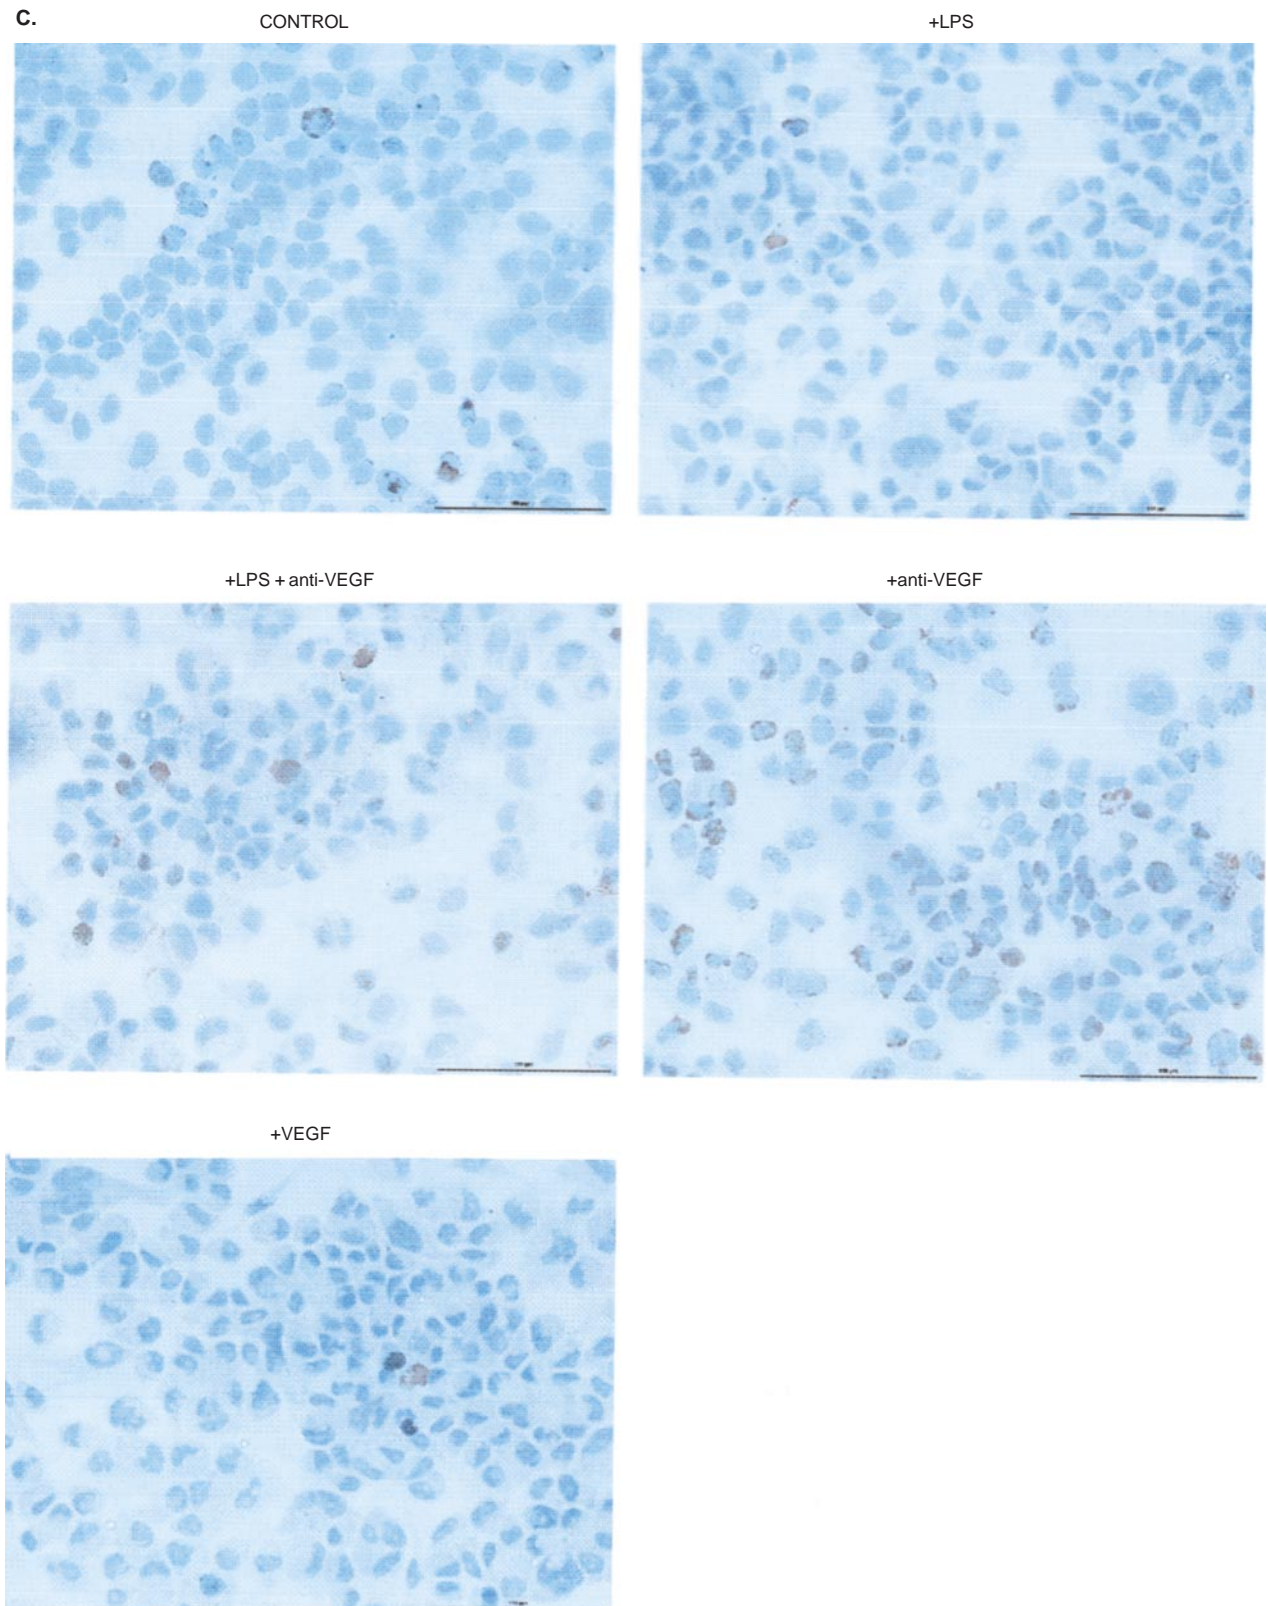 C.
CONTROL
+LPS
+LPS + anti-VEGF
+anti-VEGF
+VEGF